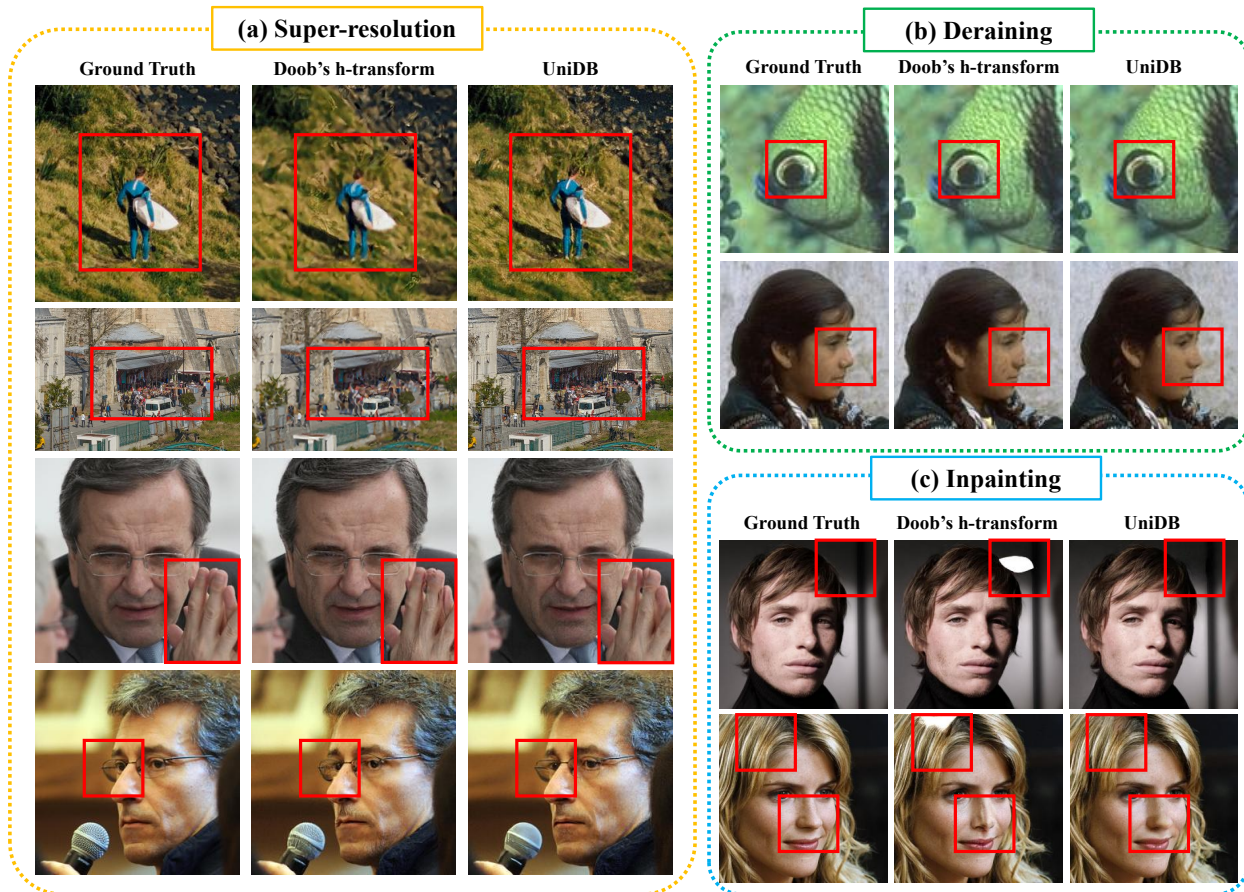 (a) Super-resolution
Ground Truth Doob's h-transform UniDB
(b) Deraining
Ground Truth Doob's h-transform UniDB
(c) Inpainting
Ground Truth Doob's h-transform UniDB